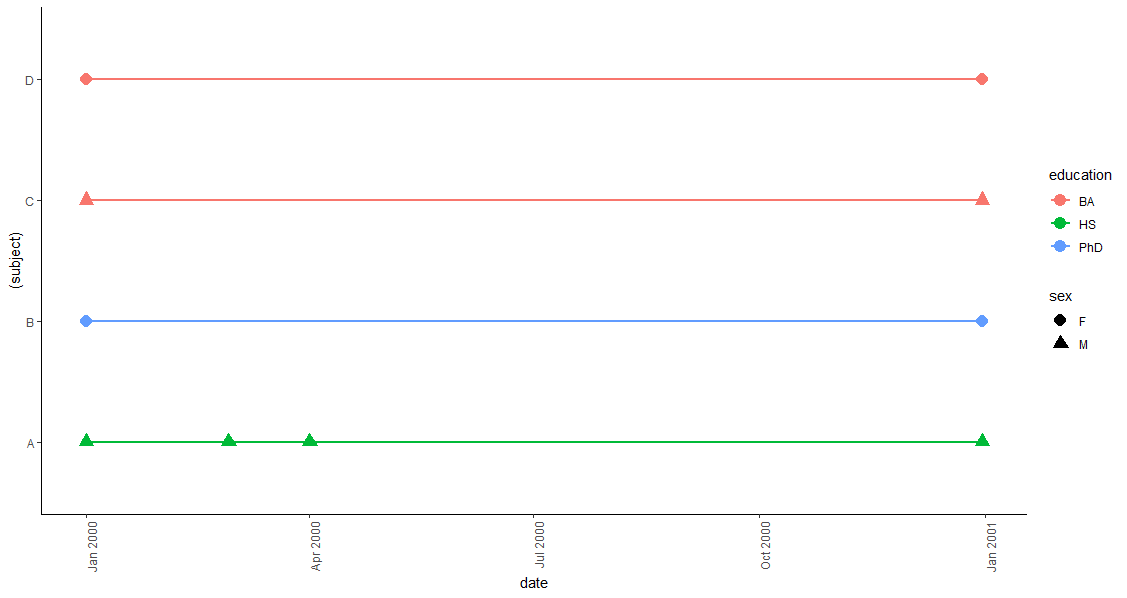 (subject)
D
C
B
A
Jan 2000
Apr 2000
Jul 2000
Oct 2000
Jan 2001
date
education
BA
HS
PhD
sex
F
M